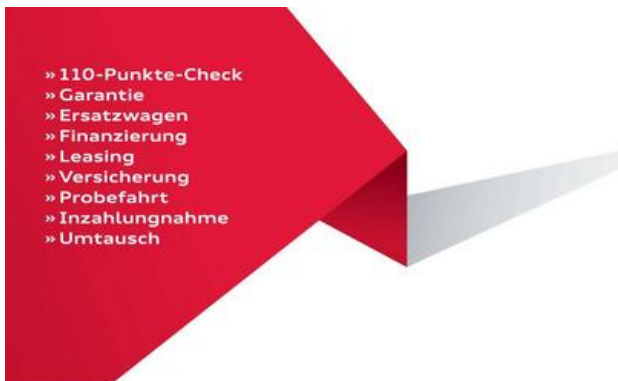 » 110-Punkte-Check
» Garantie
» Ersatzwagen
» Finanzierung
» Leasing
» Versicherung
» Probefahrt
» Inzahlungnahme
» Umtausch